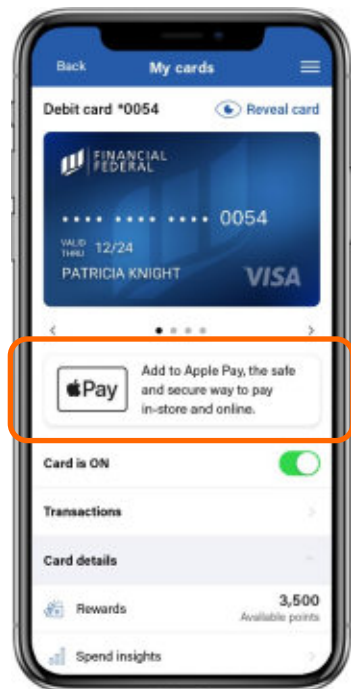 Back My cards
Debit card *0054 Reveal card
FINANCIAL
FEDERAL
•••• •••• •••• 0054
VALID
THRU 12/24
PATRICIA KNIGHT VISA
Pay
Add to Apple Pay, the safe
and secure way to pay
in-store and online.
Card is ON
Transactions
Card details
Rewards 3,500
Available points
Spend insights